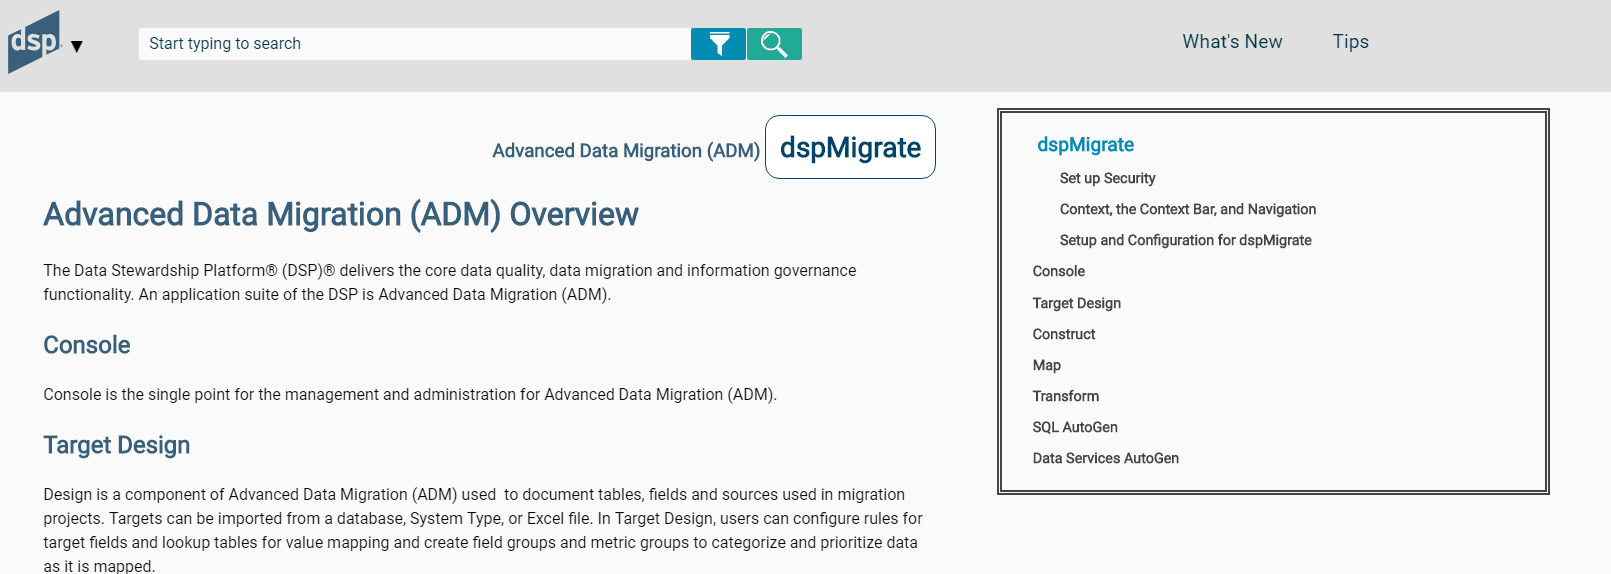 dsp
Start typing to search
What's New
Tips
Advanced Data Migration (ADM) dspMigrate
Advanced Data Migration (ADM) Overview
The Data Stewardship Platform® (DSP)® delivers the core data quality, data migration and information governance
functionality. An application suite of the DSP is Advanced Data Migration (ADM).
Console
Console is the single point for the management and administration for Advanced Data Migration (ADM).
Target Design
Design is a component of Advanced Data Migration (ADM) used  to document tables, fields and sources used in migration
projects. Targets can be imported from a database, System Type, or Excel file. In Target Design, users can configure rules for
target fields and lookup tables for value mapping and create field groups and metric groups to categorize and prioritize data
as it is mapped.
dspMigrate
Set up Security
Context, the Context Bar, and Navigation
Setup and Configuration for dspMigrate
Console
Target Design
Construct
Map
Transform
SQL AutoGen
Data Services AutoGen